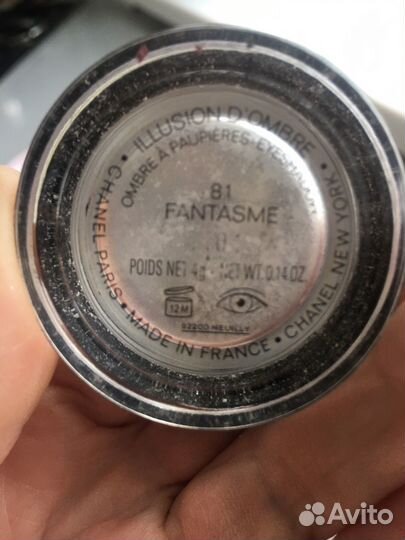 ILLUSION D'OMBRE
OMBRE À PAUPIÈRES · EYESHADOW
81
FANTASME
POIDS NET 4g · NET WT. 0.14 OZ.
12 M
92200 NEUILLY
· CHANEL PARIS · MADE IN FRANCE · CHANEL NEW YORK ·
Avito